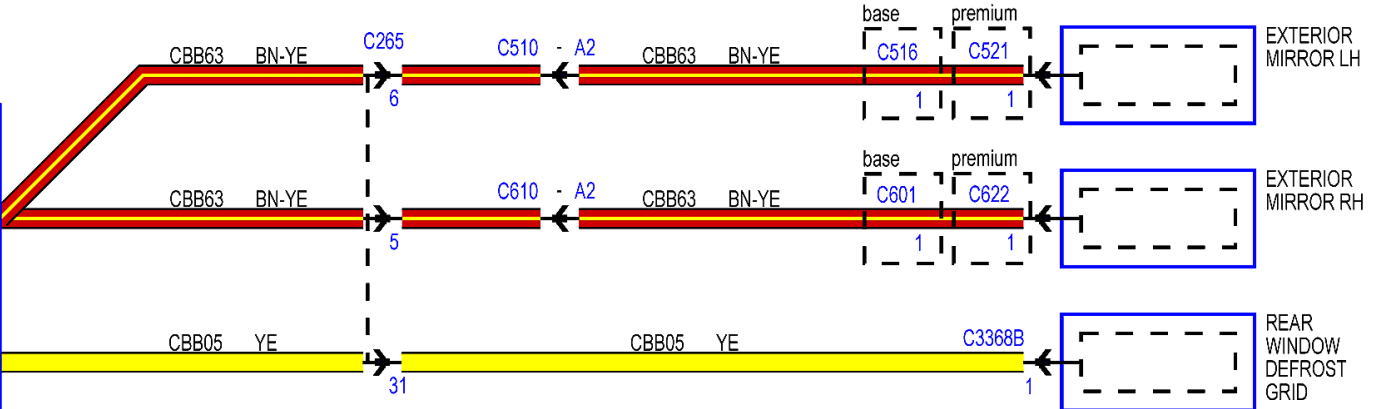 base premium
CBB63 BN-YE C265 C510 - A2 CBB63 BN-YE C516 C521 EXTERIOR
MIRROR LH
6 1 1
base premium
CBB63 BN-YE C610 - A2 CBB63 BN-YE C601 C622 EXTERIOR
MIRROR RH
5 1 1
CBB05 YE CBB05 YE C3368B REAR
WINDOW
DEFROST
GRID
31 1